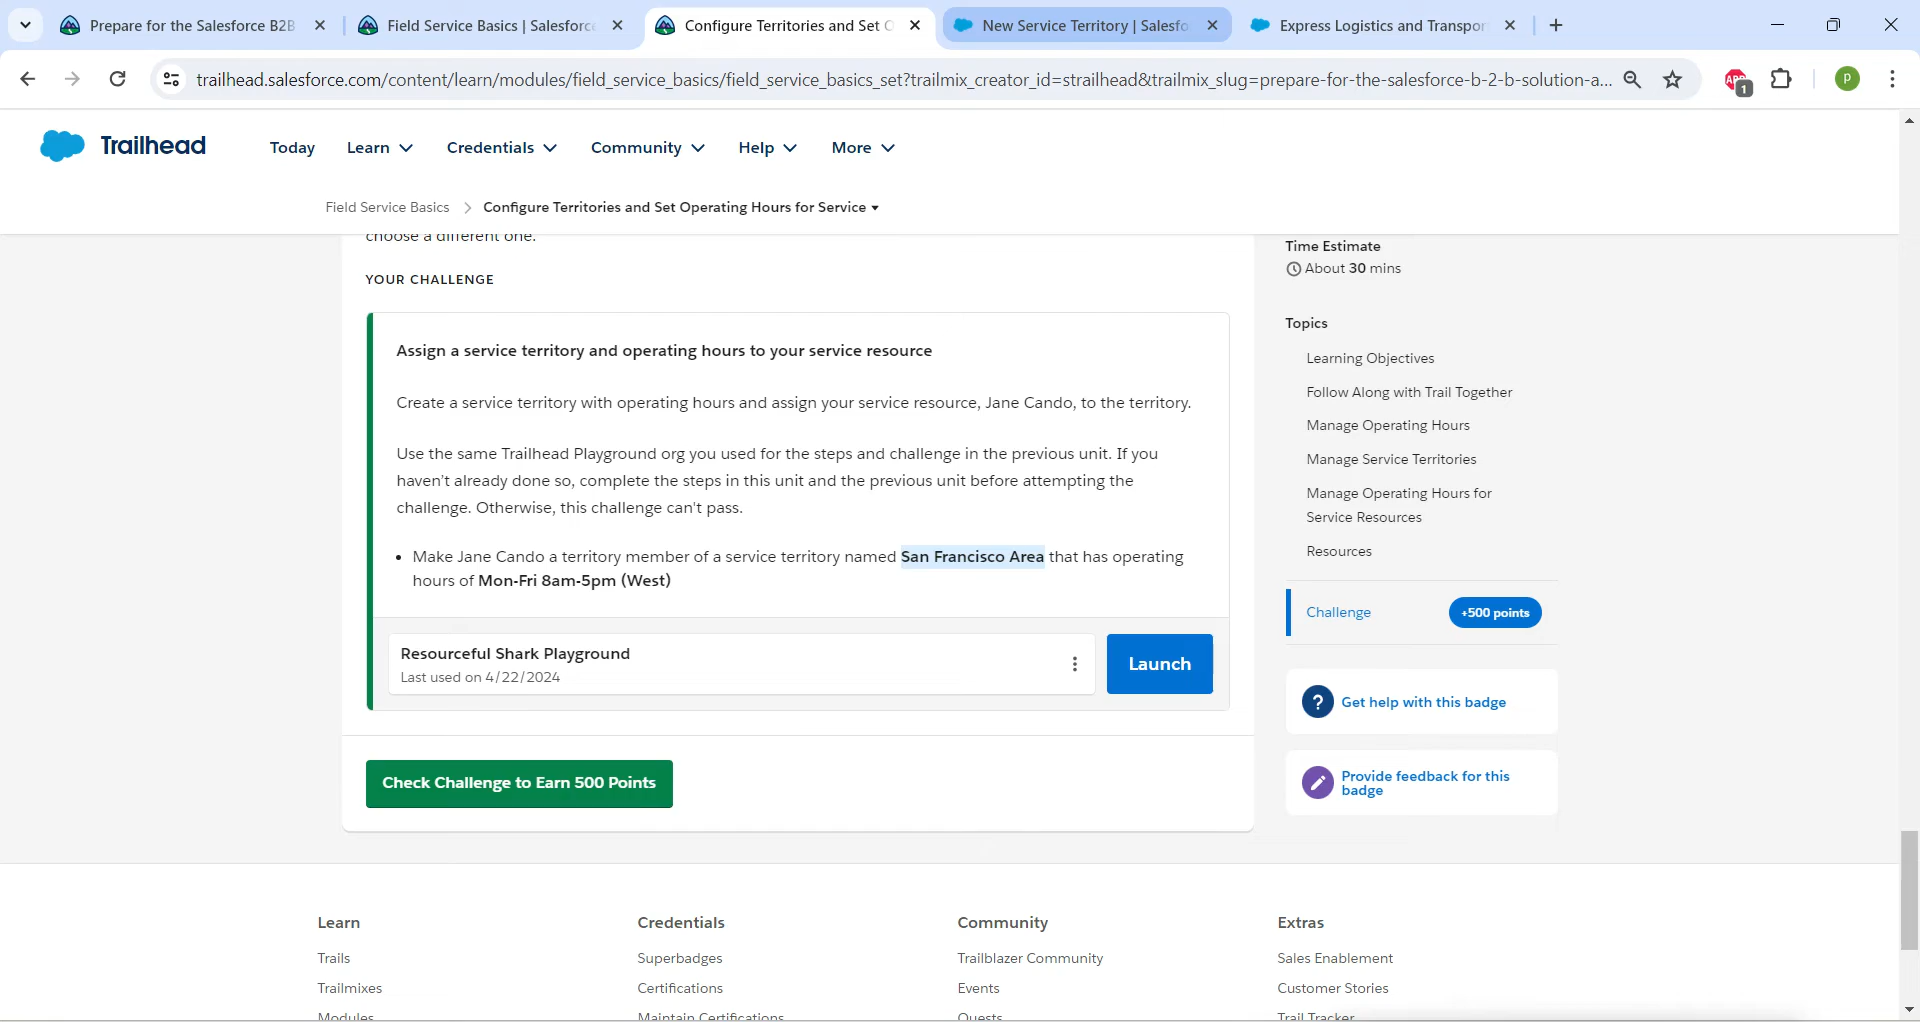 Prepare for the Salesforce B2B
Field Service Basics | Salesforce
Configure Territories and Set O
New Service Territory | Salesfo
Express Logistics and Transpor
trailhead.salesforce.com/content/learn/modules/field_service_basics/field_service_basics_set?trailmix_creator_id=strailhead&trailmix_slug=prepare-for-the-salesforce-b-2-b-solution-a...
ABP
1
P
Trailhead
Today
Learn
Credentials
Community
Help
More
Field Service Basics
Configure Territories and Set Operating Hours for Service
choose a different one.
YOUR CHALLENGE
Assign a service territory and operating hours to your service resource
Create a service territory with operating hours and assign your service resource, Jane Cando, to the territory.
Use the same Trailhead Playground org you used for the steps and challenge in the previous unit. If you
haven't already done so, complete the steps in this unit and the previous unit before attempting the
challenge. Otherwise, this challenge can't pass.
• Make Jane Cando a territory member of a service territory named San Francisco Area that has operating
hours of Mon-Fri 8am-5pm (West)
Resourceful Shark Playground
Last used on 4/22/2024
Launch
Check Challenge to Earn 500 Points
Time Estimate
About 30 mins
Topics
Learning Objectives
Follow Along with Trail Together
Manage Operating Hours
Manage Service Territories
Manage Operating Hours for
Service Resources
Resources
Challenge
+500 points
?
Get help with this badge
Provide feedback for this
badge
Learn
Trails
Trailmixes
Modules
Credentials
Superbadges
Certifications
Maintain Certifications
Community
Trailblazer Community
Events
Quests
Extras
Sales Enablement
Customer Stories
Trail Tracker